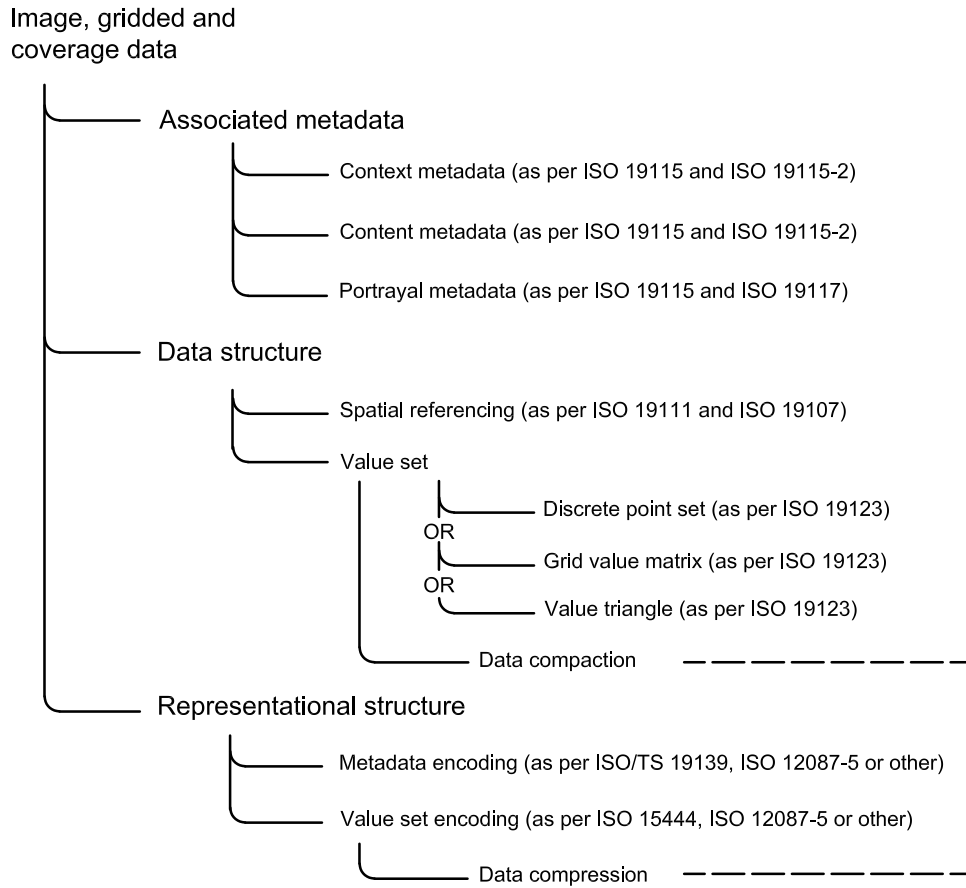 Image, gridded and
coverage data
Associated metadata
Context metadata (as per ISO 19115 and ISO 19115-2)
Content metadata (as per ISO 19115 and ISO 19115-2)
Portrayal metadata (as per ISO 19115 and ISO 19117)
Data structure
Spatial referencing (as per ISO 19111 and ISO 19107)
Value set
Discrete point set (as per ISO 19123)
OR
Grid value matrix (as per ISO 19123)
OR
Value triangle (as per ISO 19123)
Data compaction
Representational structure
Metadata encoding (as per ISO/TS 19139, ISO 12087-5 or other)
Value set encoding (as per ISO 15444, ISO 12087-5 or other)
Data compression